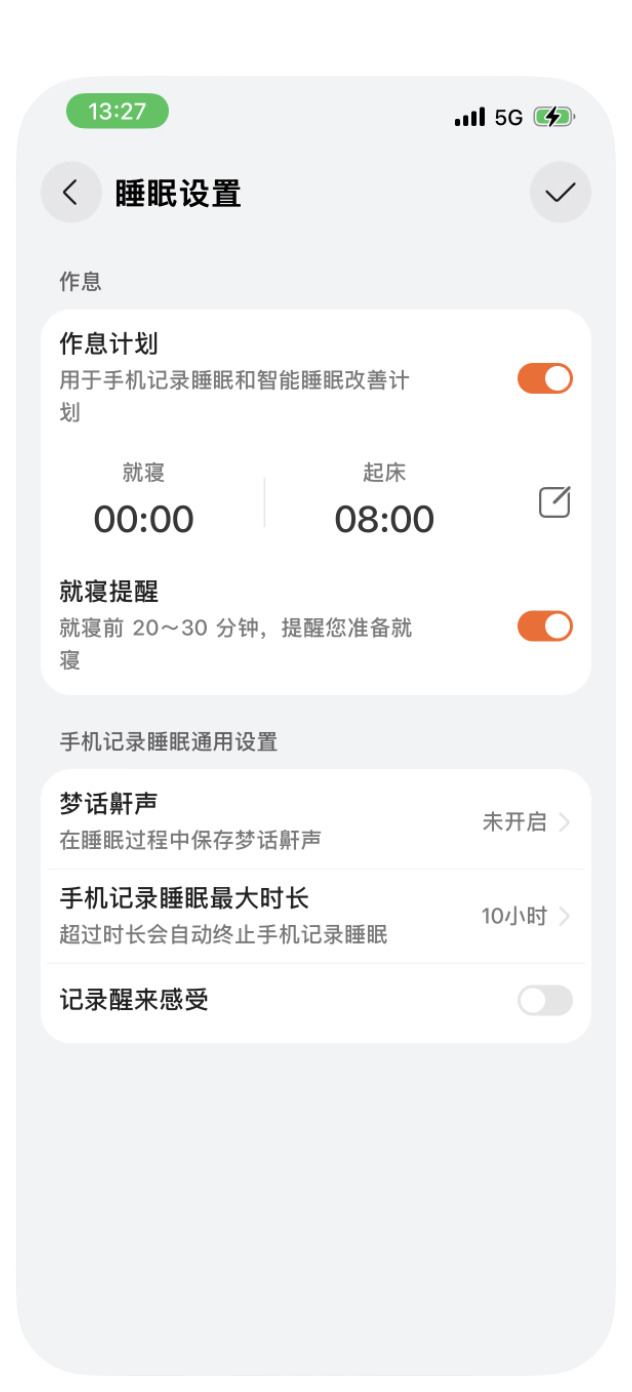 13:27
5G
睡眠设置
作息
作息计划
用于手机记录睡眠和智能睡眠改善计
划
就寝 起床
00:00 08:00
就寝提醒
就寝前 20～30 分钟，提醒您准备就
寝
手机记录睡眠通用设置
梦话鼾声
在睡眠过程中保存梦话鼾声
未开启
手机记录睡眠最大时长
超过时长会自动终止手机记录睡眠
10小时
记录醒来感受